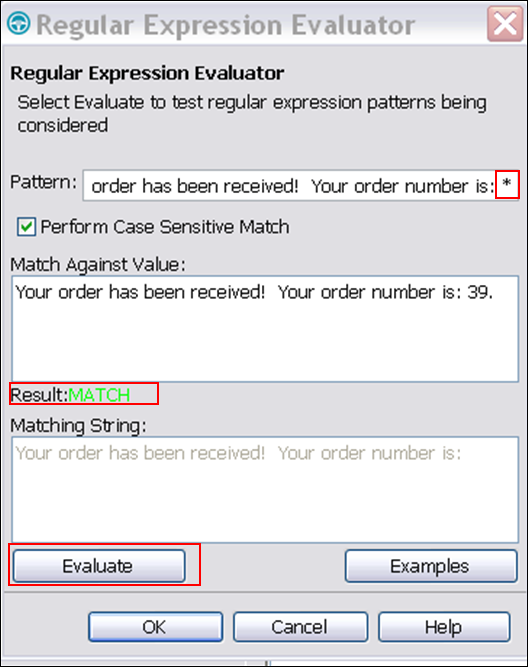 Regular Expression Evaluator
Regular Expression Evaluator
Select Evaluate to test regular expression patterns being
considered
Pattern: order has been received!  Your order number is: *
Perform Case Sensitive Match
Match Against Value:
Your order has been received!  Your order number is: 39.
Result:MATCH
Matching String:
Your order has been received!  Your order number is:
Evaluate Examples
OK Cancel Help